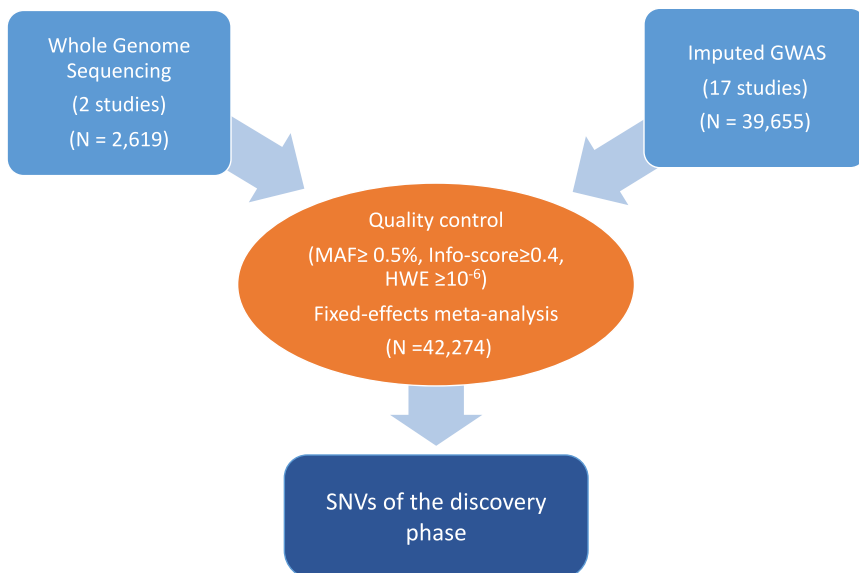 Whole Genome
Sequencing
(2 studies)
(N = 2,619)
Imputed GWAS
(17 studies)
(N = 39,655)
Quality control
(MAF≥ 0.5%, Info-score≥0.4,
HWE ≥10⁻⁶)
Fixed-effects meta-analysis
(N =42,274)
SNVs of the discovery
phase